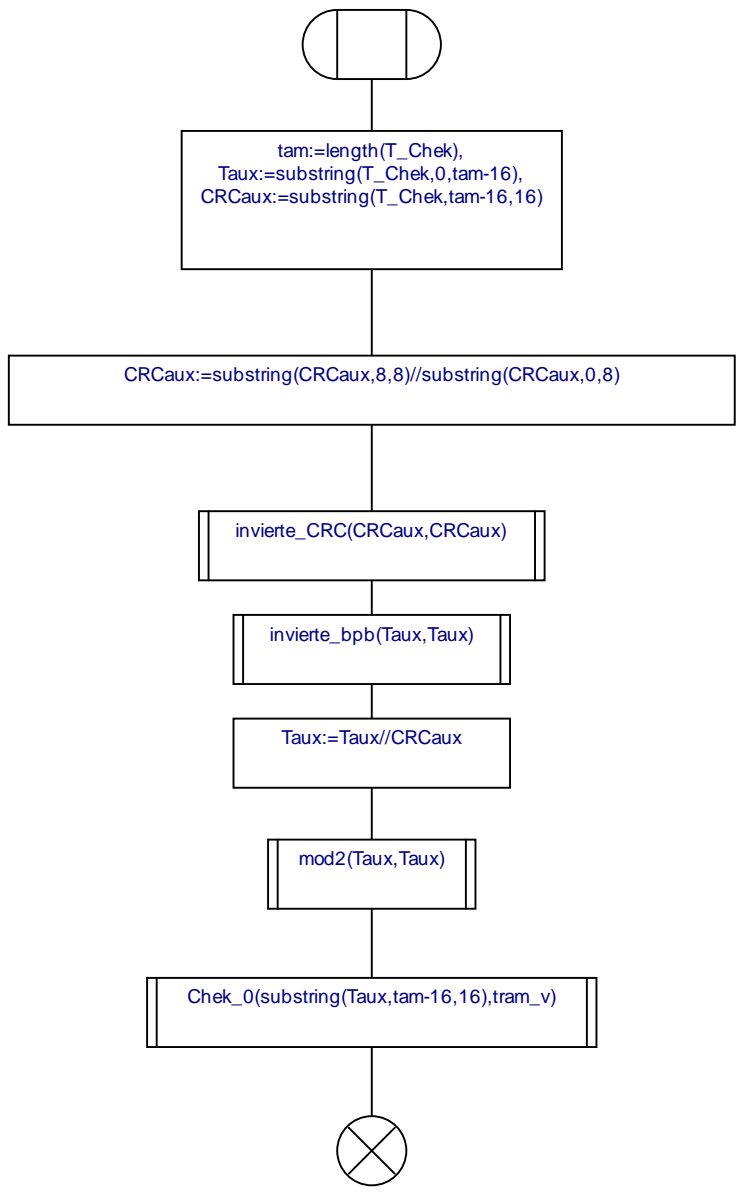 tam:=length(T_Chek),
Taux:=substring(T_Chek,0,tam-16),
CRCaux:=substring(T_Chek,tam-16,16)
CRCaux:=substring(CRCaux,8,8)//substring(CRCaux,0,8)
invierte_CRC(CRCaux,CRCaux)
invierte_bpb(Taux,Taux)
Taux:=Taux//CRCaux
mod2(Taux,Taux)
Chek_0(substring(Taux,tam-16,16),tram_v)